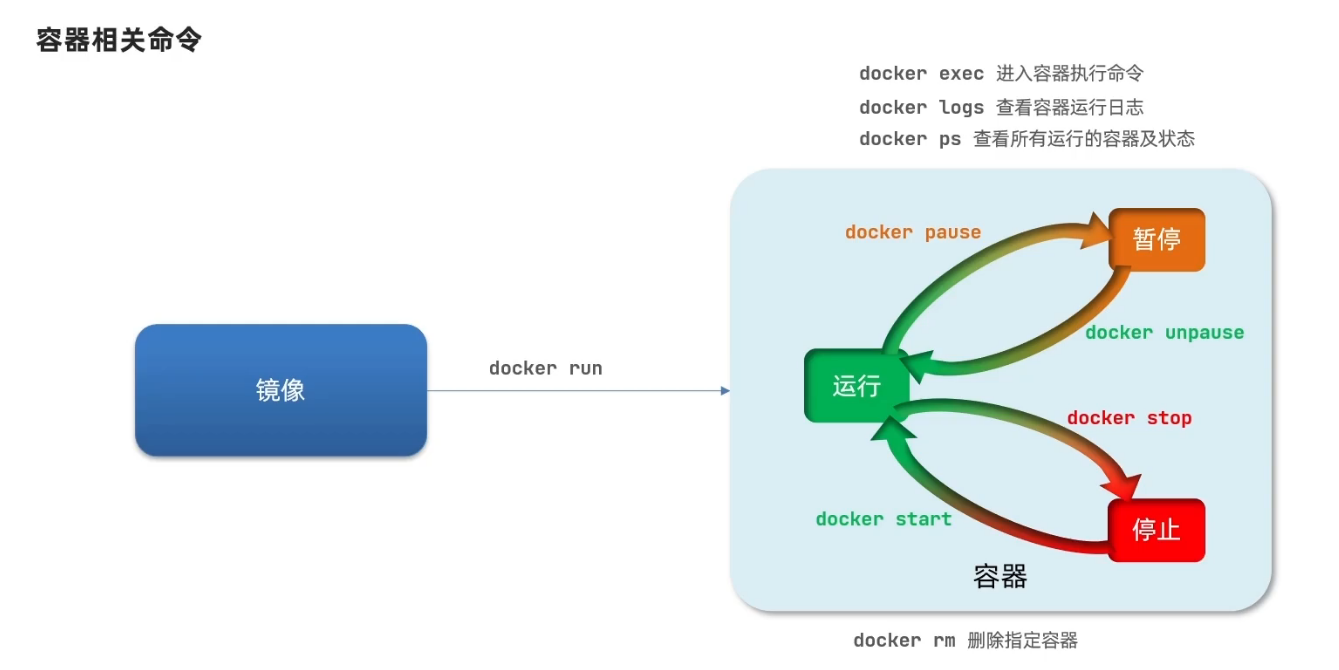 容器相关命令
docker exec 进入容器执行命令
docker logs 查看容器运行日志
docker ps 查看所有运行的容器及状态
docker pause
暂停
docker unpause
镜像
docker run
运行
docker stop
docker start
停止
容器
docker rm 删除指定容器